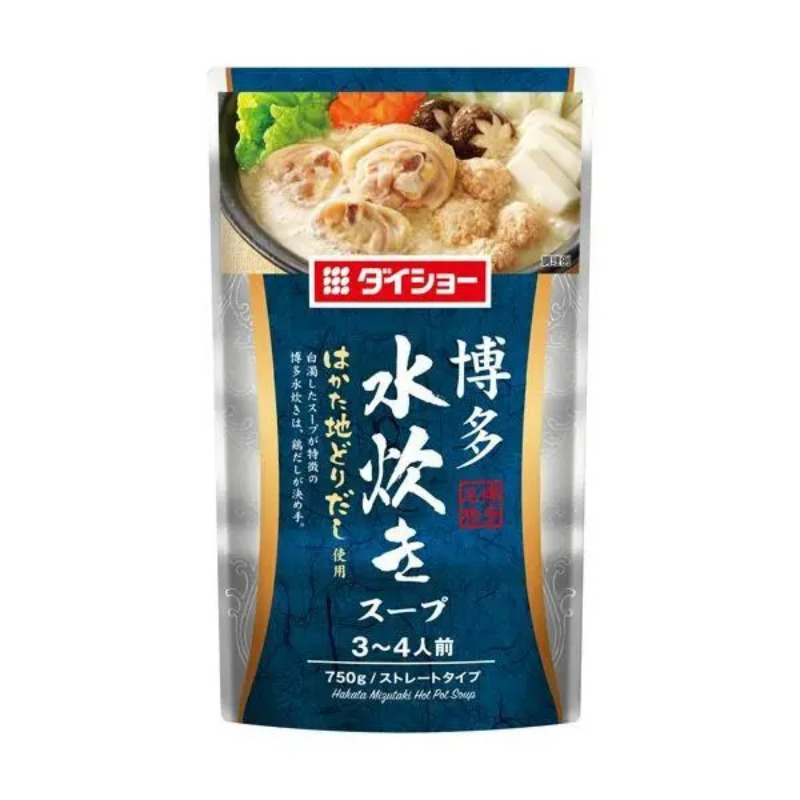 調理例
ダイショー
博多
水炊き
スープ
はかた地どりだし使用
白濁したスープが特徴の
博多水炊きは、鶏だしが決め手。
3〜4人前
750g/ストレートタイプ
Hakata Mizutaki Hot Pot Soup